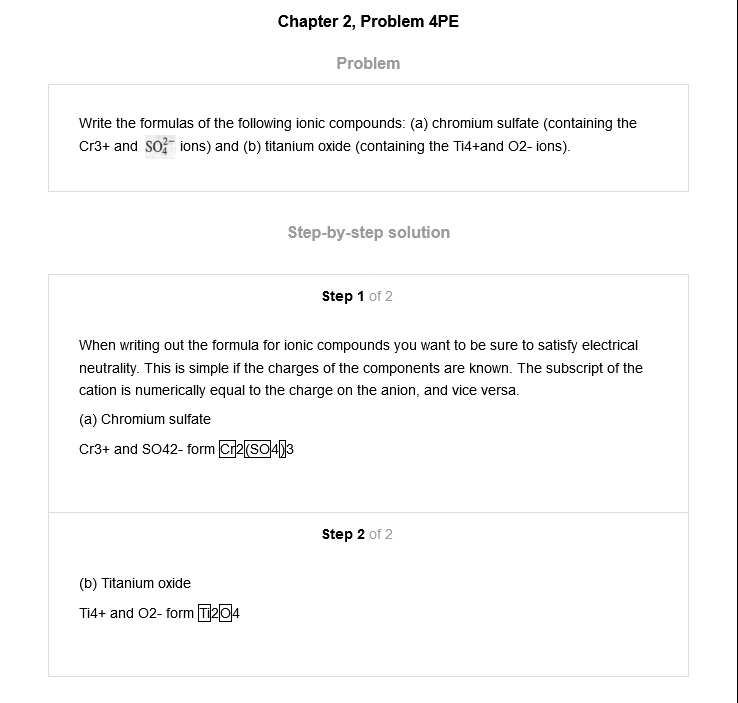 Chapter 2, Problem 4PE
Problem
Write the formulas of the following ionic compounds: (a) chromium sulfate (containing the
Cr3+ and SO₄²⁻ ions) and (b) titanium oxide (containing the Ti4+and O2- ions).
Step-by-step solution
Step 1 of 2
When writing out the formula for ionic compounds you want to be sure to satisfy electrical
neutrality. This is simple if the charges of the components are known. The subscript of the
cation is numerically equal to the charge on the anion, and vice versa.
(a) Chromium sulfate
Cr3+ and SO42- form Cr2(SO4)3
Step 2 of 2
(b) Titanium oxide
Ti4+ and O2- form Ti2O4